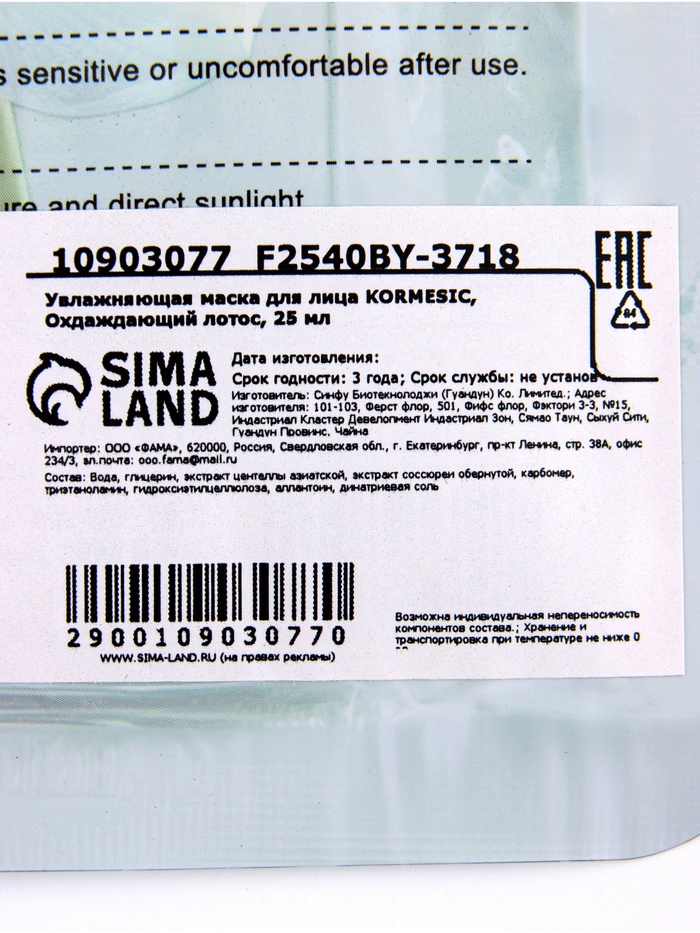 s sensitive or uncomfortable after use.
ure and direct sunlight
10903077 F2540BY-3718
EAC
Увлажняющая маска для лица KORMESIC,
Охдаждающий лотос, 25 мл
04
SIMA
LAND
Дата изготовления:
Срок годности: 3 года; Срок службы: не установ
Изготовитель: Синфу Биотекнолоджи (Гуандун) Ко. Лимитед.; Адрес
изготовителя: 101-103, Ферст флор, 501, Фифс флор, Фэктори 3-3, №15,
Индастриал Кластер Девелопмент Индастриал Зон, Сямао Таун, Сыхуй Сити,
Гуандун Провинс. Чайна
Импортер: ООО «ФАМА», 620000, Россия, Свердловская обл., г. Екатеринбург, пр-кт Ленина, стр. 38А, офис
234/3, эл.почта: ooo.fama@mail.ru
Состав: Вода, глицерин, экстракт центеллы азиатской, экстракт соссюреи обернутой, карбомер,
триэтаноламин, гидроксиэтилцеллюлоза, аллантоин, динатриевая соль
2900109030770
WWW.SIMA-LAND.RU (на правах рекламы)
Возможна индивидуальная непереносимость
компонентов состава.; Хранение и
транспортировка при температуре не ниже 0